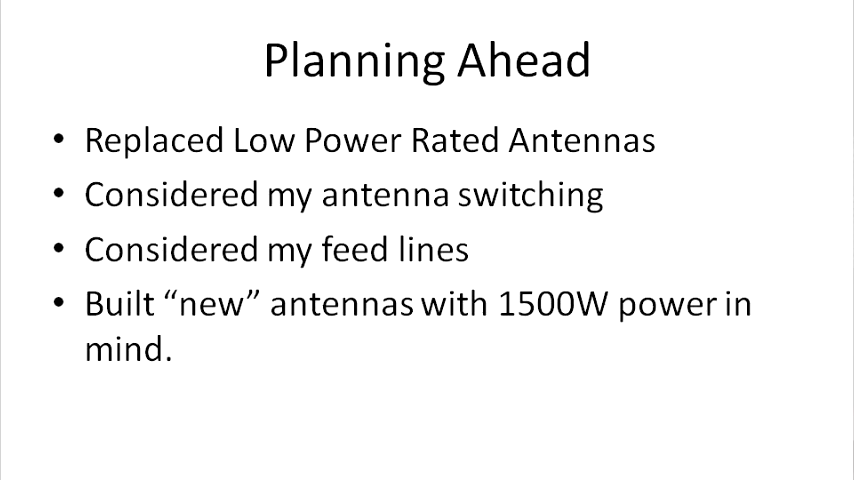 Planning Ahead
• Replaced Low Power Rated Antennas
• Considered my antenna switching
• Considered my feed lines
• Built “new” antennas with 1500W power in
mind.